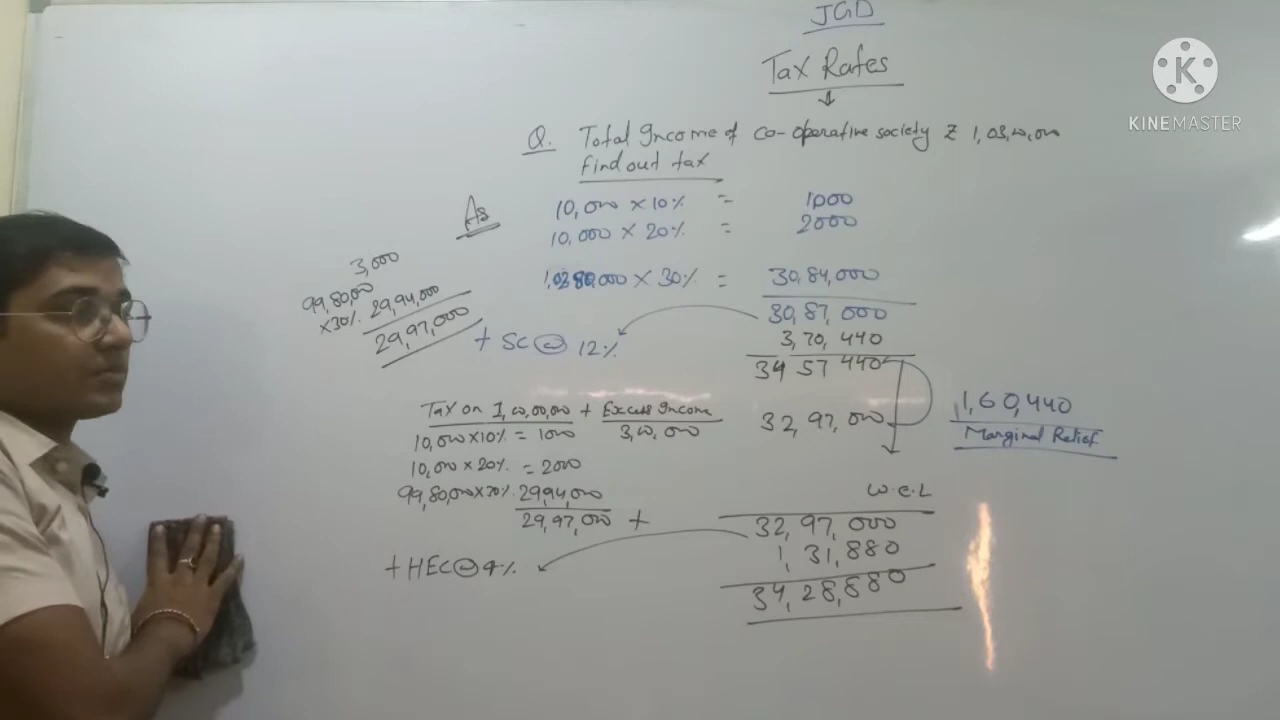 JGD
Tax Rates
KINEMASTER
Q. Total Income of co-operative society ₹ 1,03,00,000
find out tax
As
10,000 × 10% = 1000
10,000 × 20% = 2000
1,0280,000 × 30% = 30,84,000
30,87,000
+ SC @ 12% 3,70,440
34 57 440
3,000
99,80,000
×30% 29,94,000
29,97,000
Tax on 1,00,00,000 + Excess Income
3,00,000 32,97,000
1,60,440
Marginal Relief
10,000 × 10% = 1000
10,000 × 20% = 2000
99,80,000 × 30% 29,94,000
29,97,000 +
w.e.L
32,97,000
+ HEC @ 4% 1,31,880
34,28,880